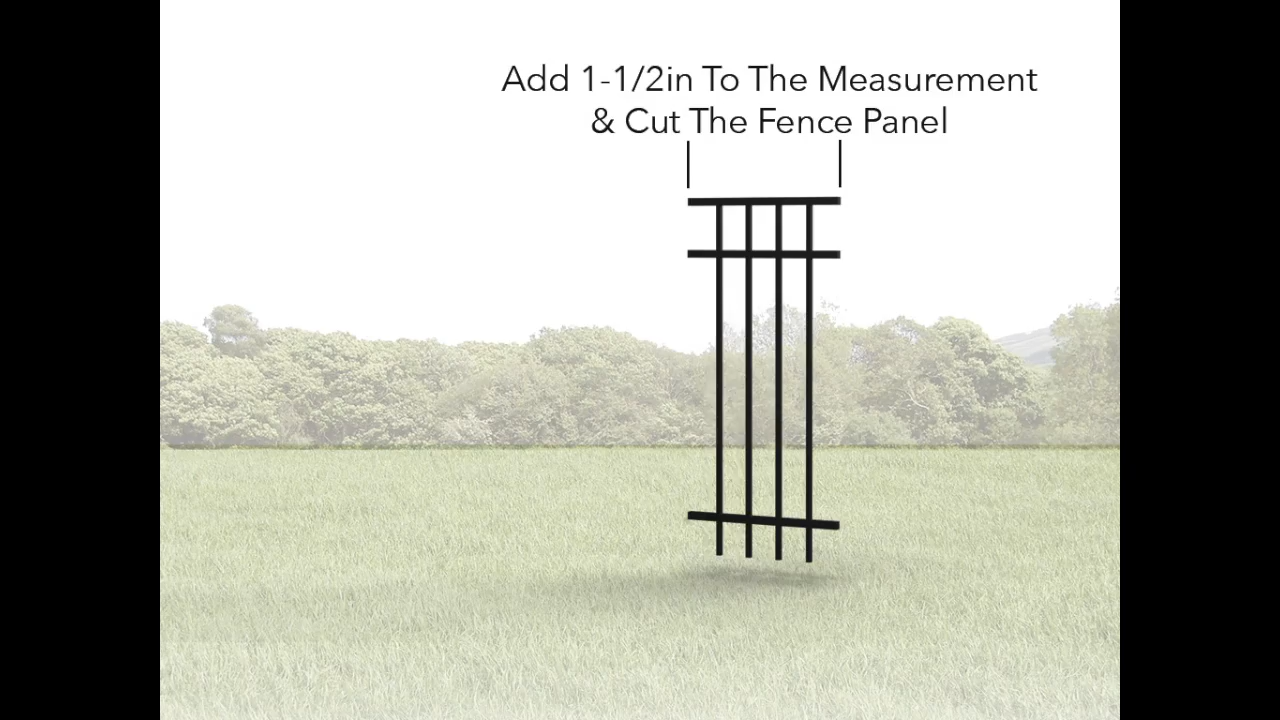 Add 1-1/2in To The Measurement
& Cut The Fence Panel